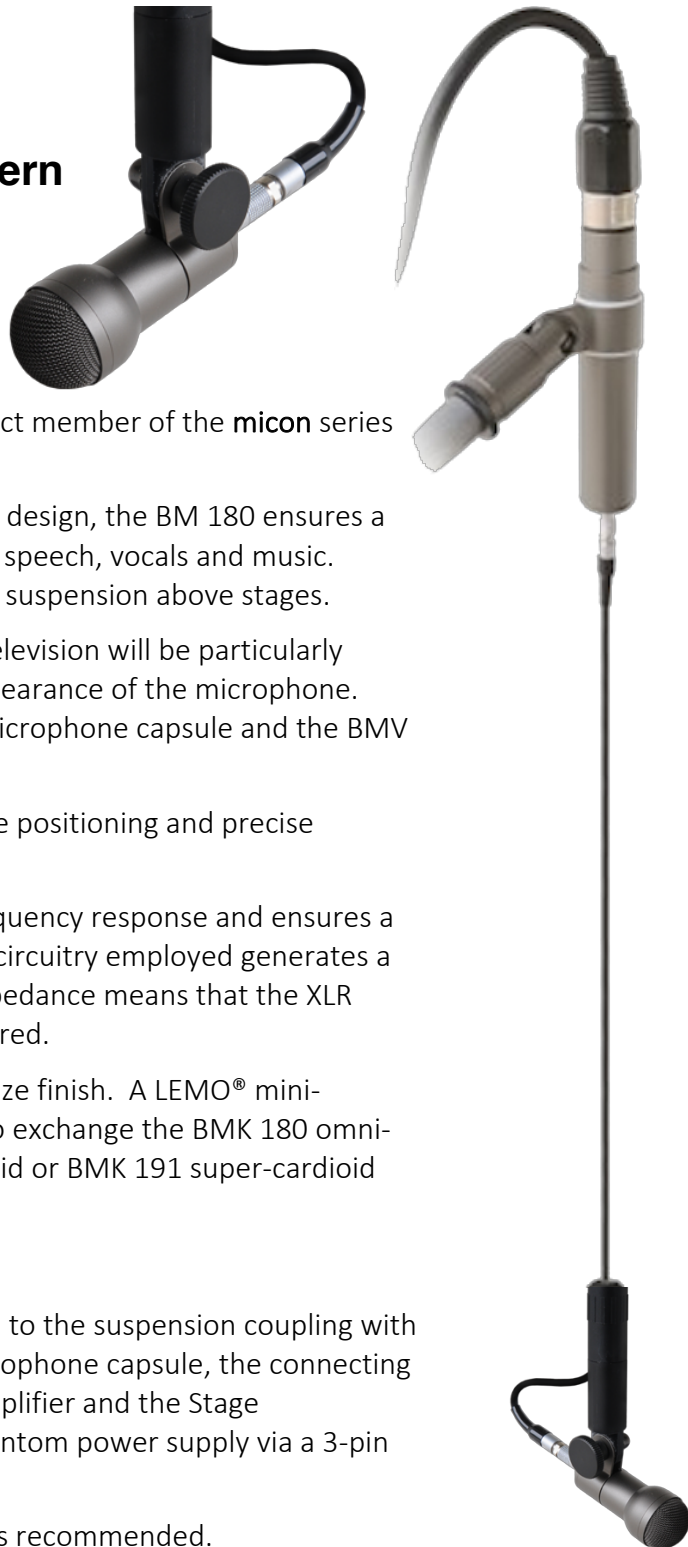 ern
ct member of the micon series
design, the BM 180 ensures a
speech, vocals and music.
suspension above stages.
elevision will be particularly
earance of the microphone.
icrophone capsule and the BMV
e positioning and precise
quency response and ensures a
circuitry employed generates a
pedance means that the XLR
red.
ze finish.  A LEMO® mini-
o exchange the BMK 180 omni-
id or BMK 191 super-cardioid
to the suspension coupling with
rophone capsule, the connecting
plifier and the Stage
ntom power supply via a 3-pin
s recommended.